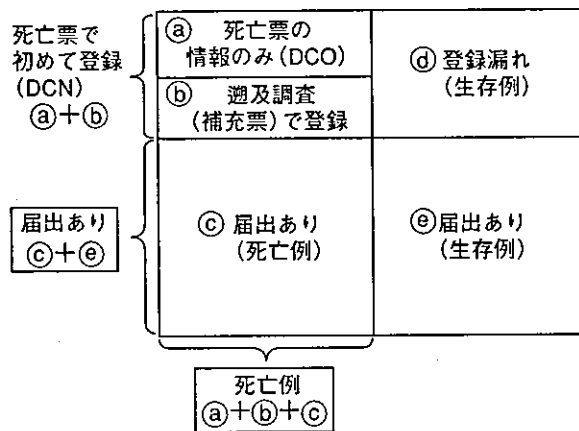 死亡票で
初めて登録
(DCN)
ⓐ+ⓑ
ⓐ 死亡票の
情報のみ(DCO)
ⓑ 遡及調査
(補充票)で登録
ⓓ 登録漏れ
(生存例)
届出あり
ⓒ+ⓔ
ⓒ 届出あり
(死亡例)
ⓔ届出あり
(生存例)
死亡例
ⓐ+ⓑ+ⓒ